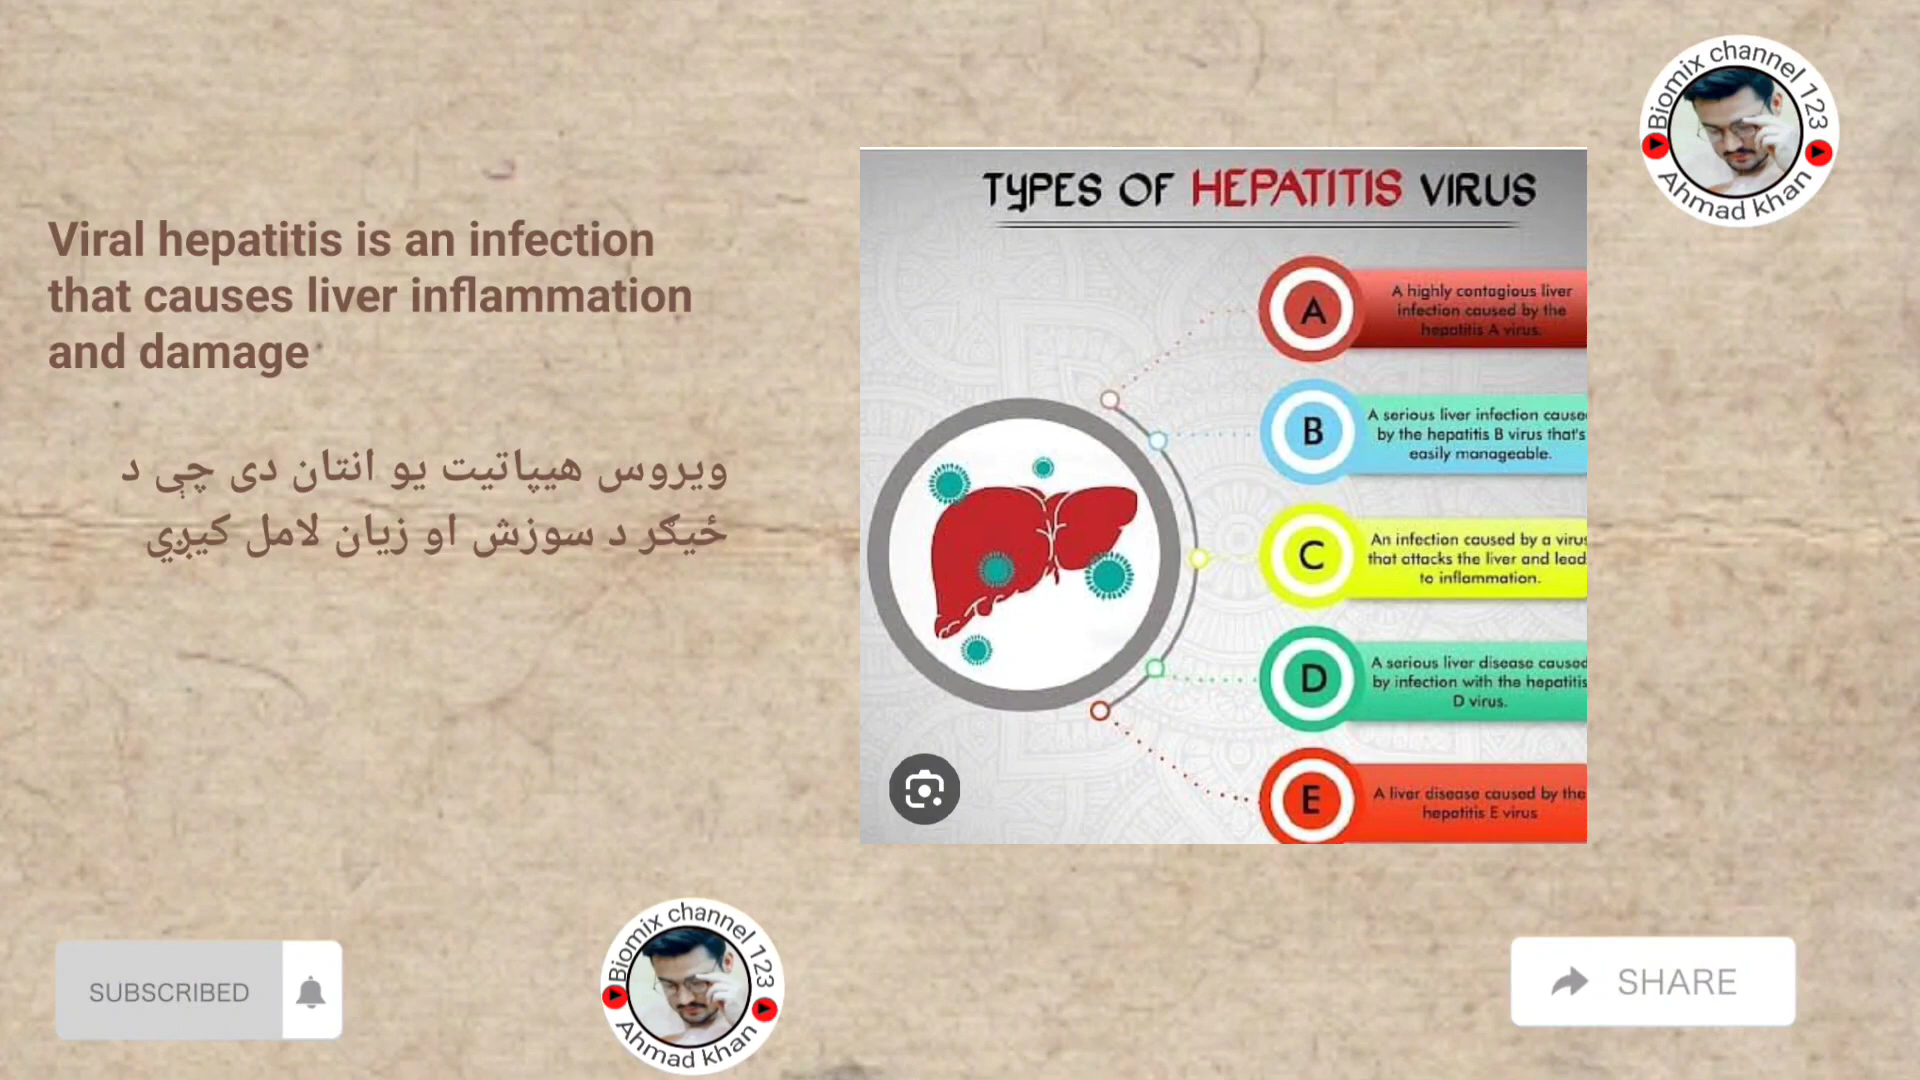 Biomix channel 123
Ahmad khan
Viral hepatitis is an infection
that causes liver inflammation
and damage
ویروس هیپاتیت یو انتان دی چې د
ځیګر د سوزش او زیان لامل کیږي
TYPES OF HEPATITIS VIRUS
A
A highly contagious liver
infection caused by the
hepatitis A virus.
B
A serious liver infection cause
by the hepatitis B virus that's
easily manageable.
C
An infection caused by a virus
that attacks the liver and lead
to inflammation.
D
A serious liver disease caused
by infection with the hepatitis
D virus.
E
A liver disease caused by the
hepatitis E virus
SUBSCRIBED
Biomix channel 123
Ahmad khan
SHARE